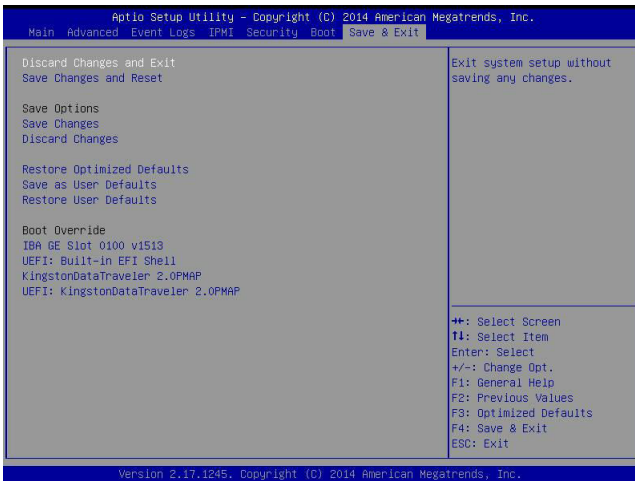 Aptio Setup Utility – Copyright (C) 2014 American Megatrends, Inc.
Main Advanced Event Logs IPMI Security Boot Save & Exit
Discard Changes and Exit
Save Changes and Reset
Save Options
Save Changes
Discard Changes
Restore Optimized Defaults
Save as User Defaults
Restore User Defaults
Boot Override
IBA GE Slot 0100 v1513
UEFI: Built-in EFI Shell
KingstonDataTraveler 2.0PMAP
UEFI: KingstonDataTraveler 2.0PMAP
Exit system setup without
saving any changes.
→←: Select Screen
↑↓: Select Item
Enter: Select
+/-: Change Opt.
F1: General Help
F2: Previous Values
F3: Optimized Defaults
F4: Save & Exit
ESC: Exit
Version 2.17.1245. Copyright (C) 2014 American Megatrends, Inc.